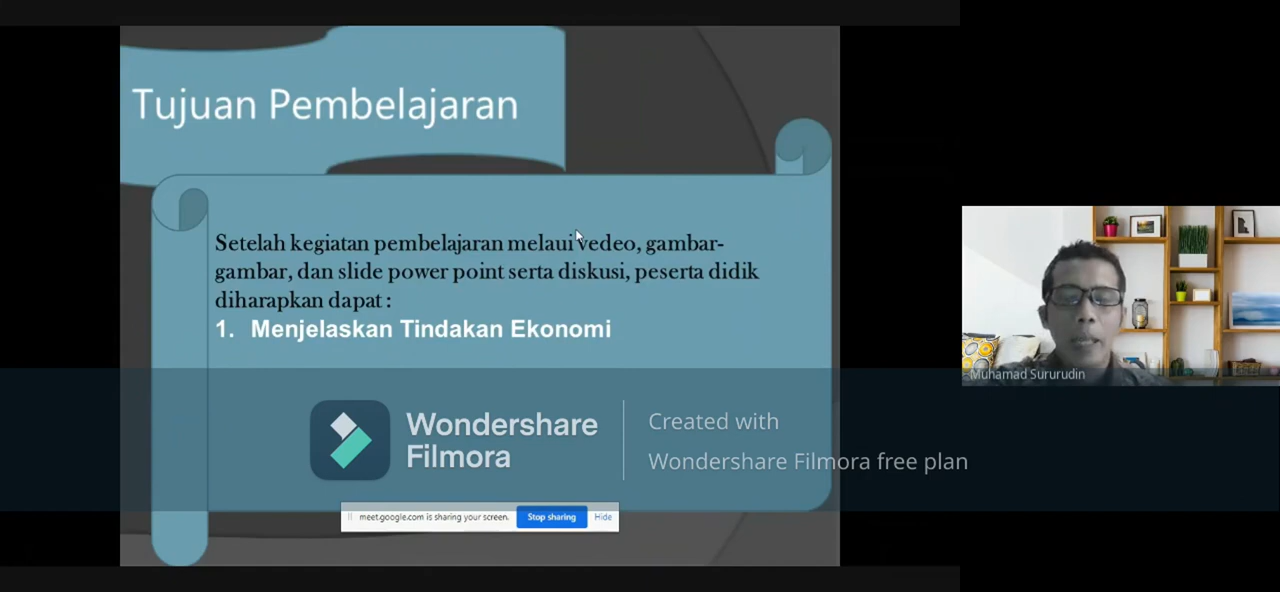 Tujuan Pembelajaran
Setelah kegiatan pembelajaran melaui vedeo, gambar-
gambar, dan slide power point serta diskusi, peserta didik
diharapkan dapat :
1. Menjelaskan Tindakan Ekonomi
Muhamad Sururudin
Wondershare
Filmora
Created with
Wondershare Filmora free plan
meet.google.com is sharing your screen.
Stop sharing
Hide